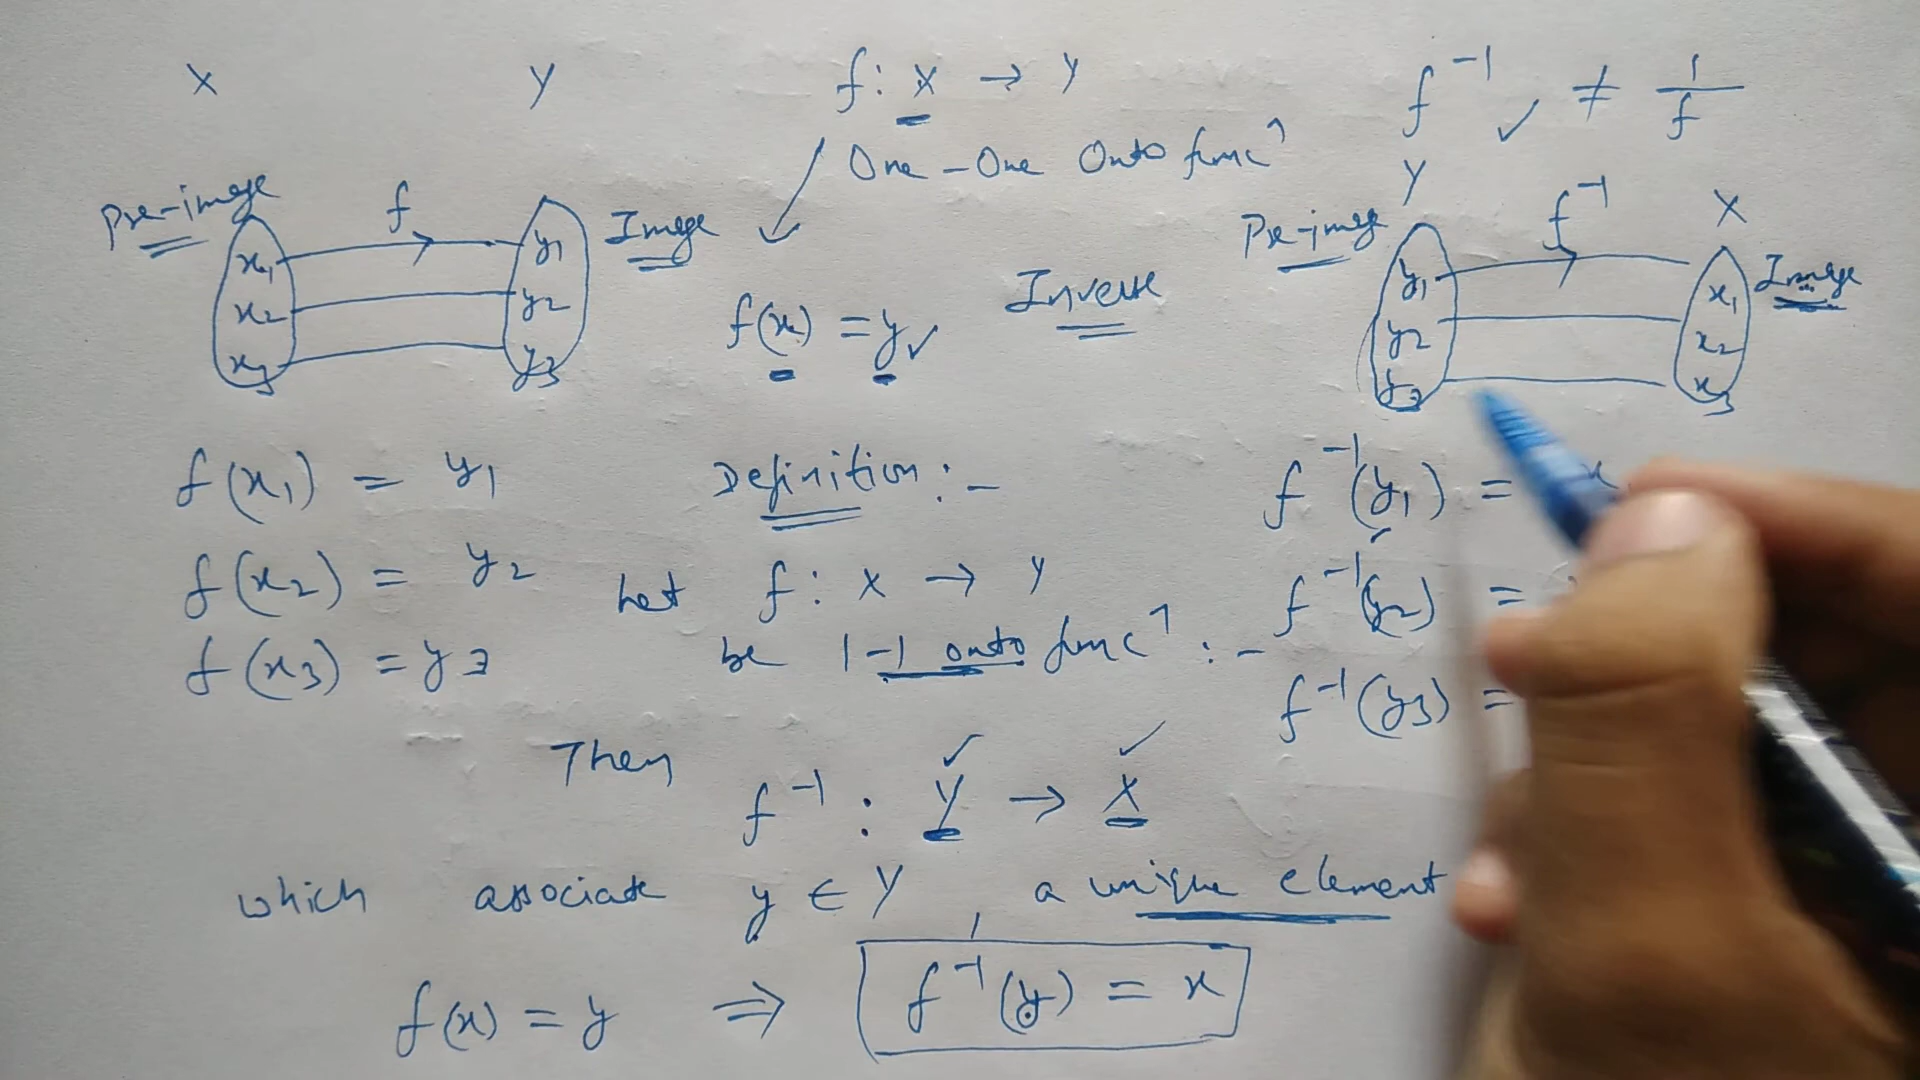 X Y f : X → Y f⁻¹ ≠ 1/f
One - One Onto funcⁿ
Pre-image f Image Pre-image Y f⁻¹ X Image
x₁ y₁ y₁ x₁
x₂ y₂ y₂ x₂
x₃ y₃ y₃ x₃
f(x) = y Inverse
f(x₁) = y₁ Definition :- f⁻¹(y₁) = x
f(x₂) = y₂ Let f : X → Y f⁻¹(y₂) =
f(x₃) = y₃ be 1-1 onto funcⁿ :- f⁻¹(y₃) =
Then
f⁻¹ : Y → X
which associate y ∈ Y, a unique element
f(x) = y ⇒ f⁻¹(y) = x